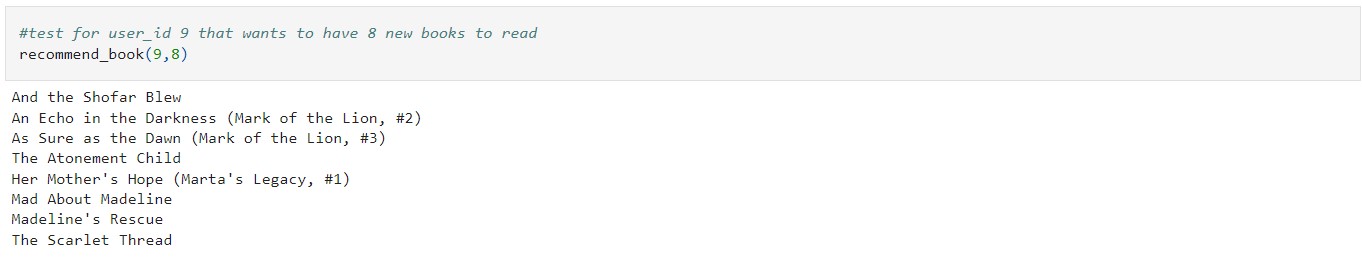 #test for user_id 9 that wants to have 8 new books to read
recommend_book(9,8)
And the Shofar Blew
An Echo in the Darkness (Mark of the Lion, #2)
As Sure as the Dawn (Mark of the Lion, #3)
The Atonement Child
Her Mother's Hope (Marta's Legacy, #1)
Mad About Madeline
Madeline's Rescue
The Scarlet Thread